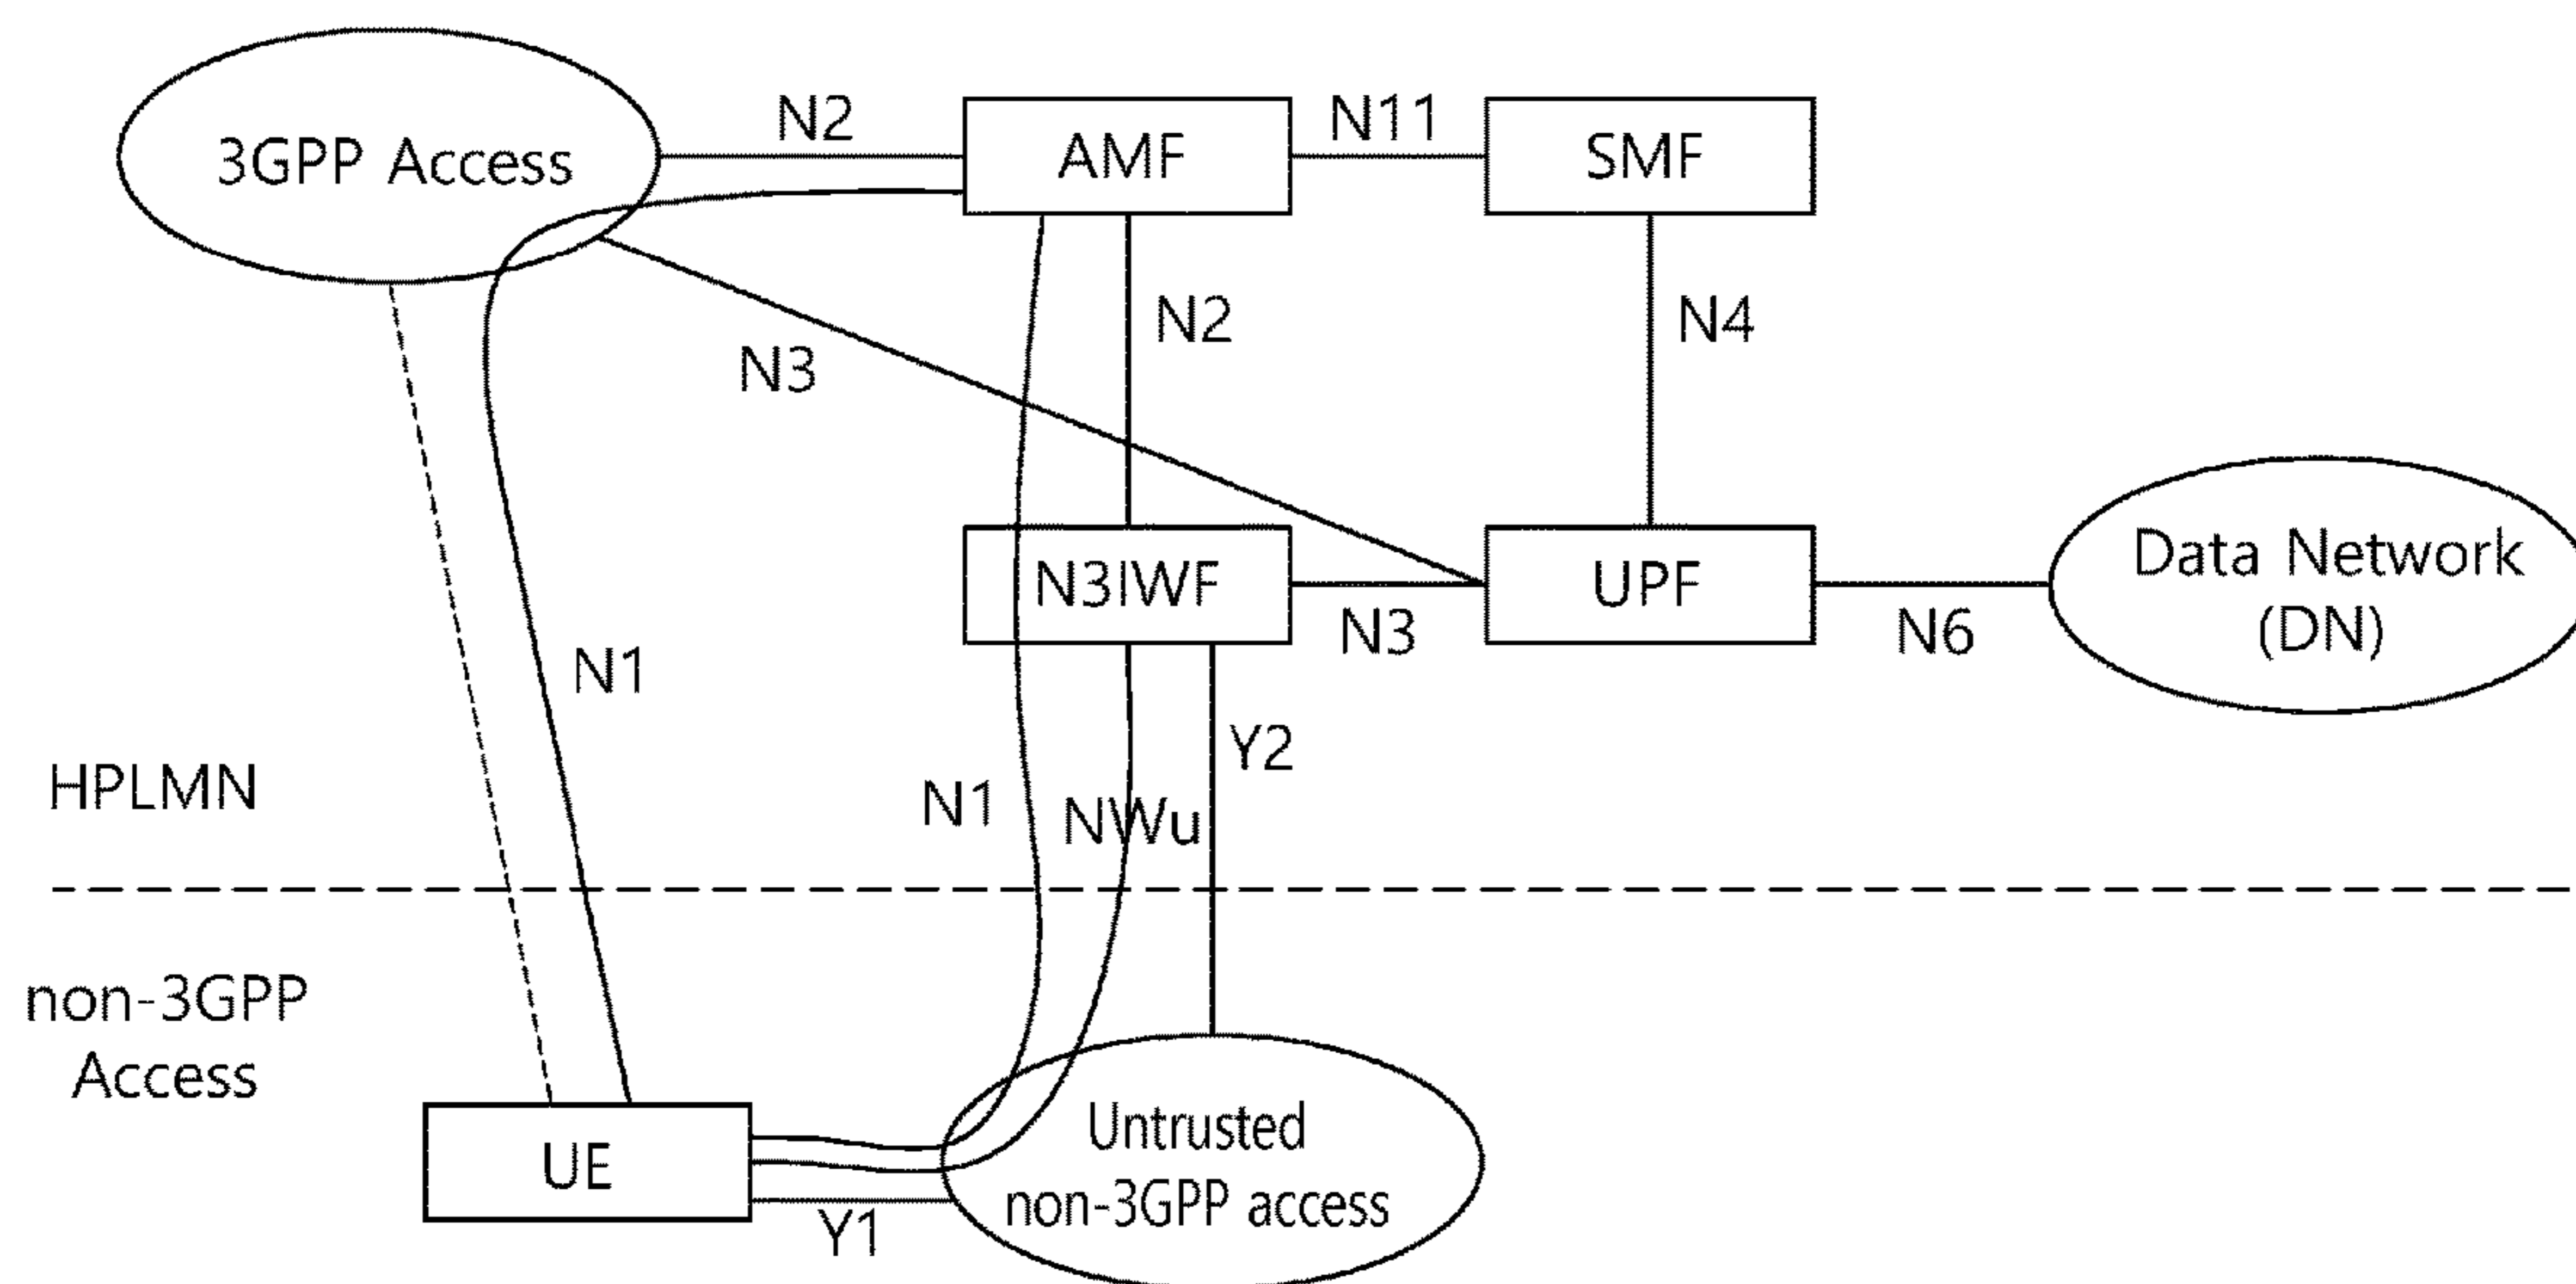 N2
N11
3GPP Access
AMF
SMF
N2
N4
N3
Data Network
(DN)
N3IWF
UPF
N3
N6
N1
Y2
HPLMN
N1
NWu
non-3GPP
Access
Untrusted
non-3GPP access
UE
Y1